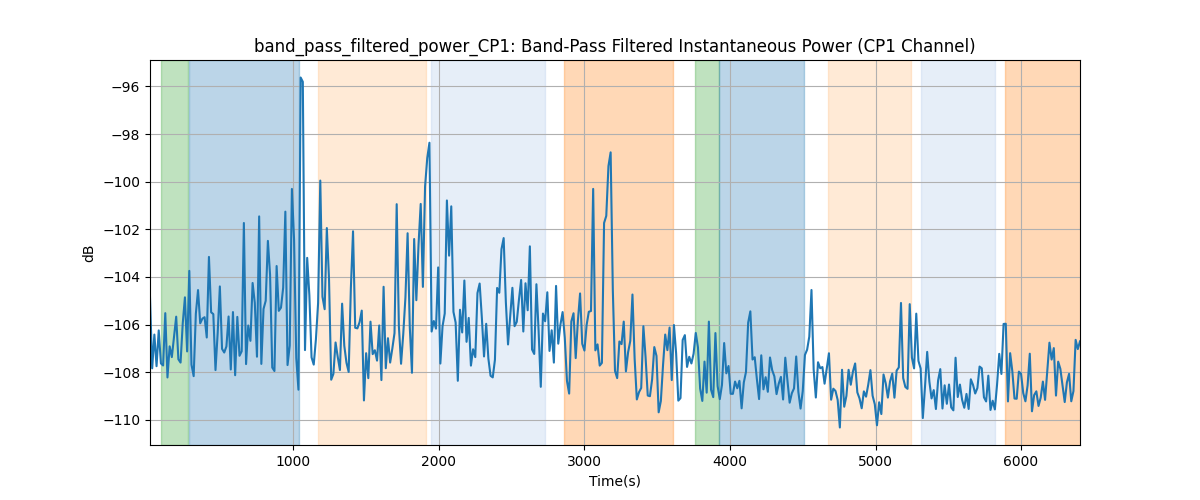 band_pass_filtered_power_CP1: Band-Pass Filtered Instantaneous Power (CP1 Channel)
−96
−98
−100
−102
−104
−106
−108
−110
dB
1000 2000 3000 4000 5000 6000
Time(s)